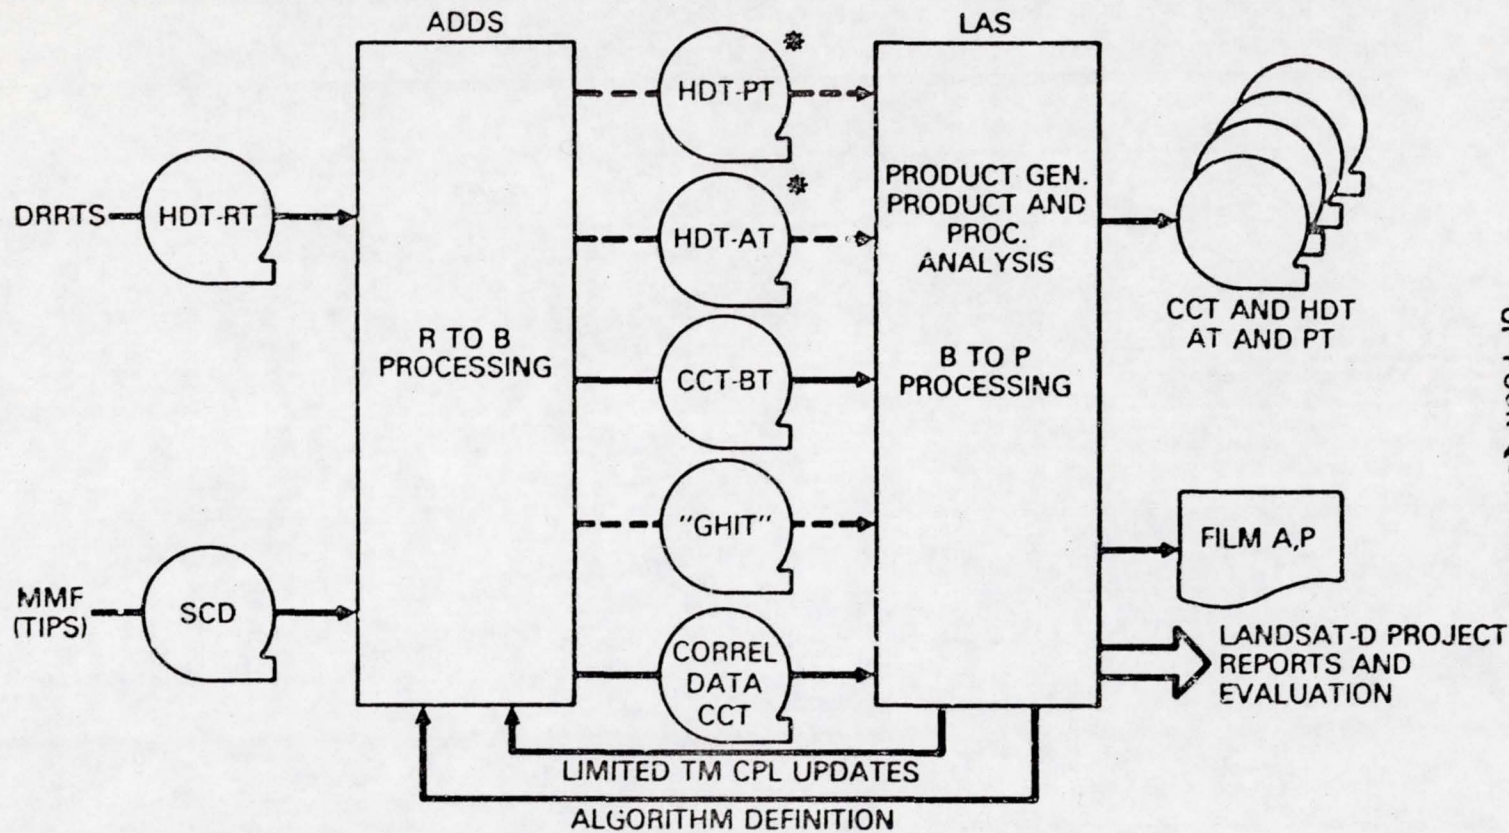 ADDS
LAS
HDT-PT
*
DRRTS
HDT-RT
HDT-AT
*
PRODUCT GEN.
PRODUCT AND
PROC.
ANALYSIS
CCT AND HDT
AT AND PT
R TO B
PROCESSING
CCT-BT
B TO P
PROCESSING
"GHIT"
FILM A,P
MMF
(TIPS)
SCD
CORREL
DATA
CCT
LANDSAT-D PROJECT
REPORTS AND
EVALUATION
LIMITED TM CPL UPDATES
ALGORITHM DEFINITION